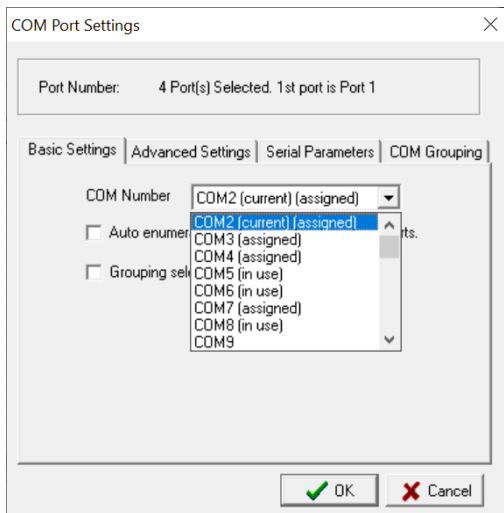 COM Port Settings
Port Number: 4 Port(s) Selected. 1st port is Port 1
Basic Settings Advanced Settings Serial Parameters COM Grouping
COM Number COM2 (current) (assigned)
COM2 (current) (assigned)
Auto enumer rts.
COM3 (assigned)
COM4 (assigned)
Grouping sele COM5 (in use)
COM6 (in use)
COM7 (assigned)
COM8 (in use)
COM9
OK Cancel